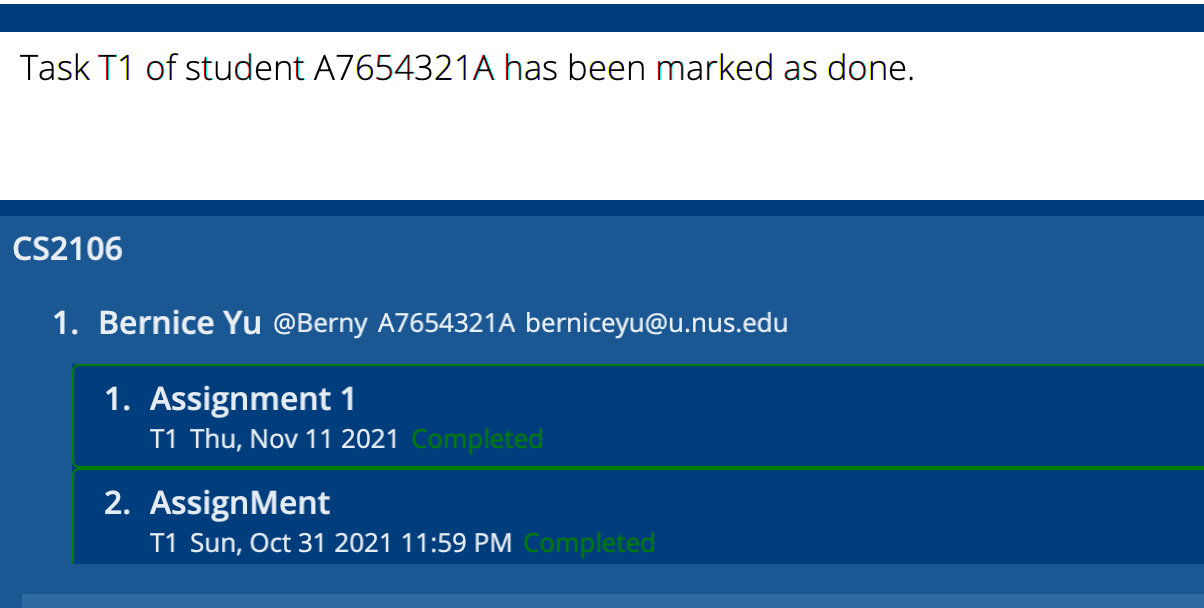 Task T1 of student A7654321A has been marked as done.
CS2106
1. Bernice Yu @Berny A7654321A berniceyu@u.nus.edu
1. Assignment 1
T1 Thu, Nov 11 2021 Completed
2. AssignMent
T1 Sun, Oct 31 2021 11:59 PM Completed